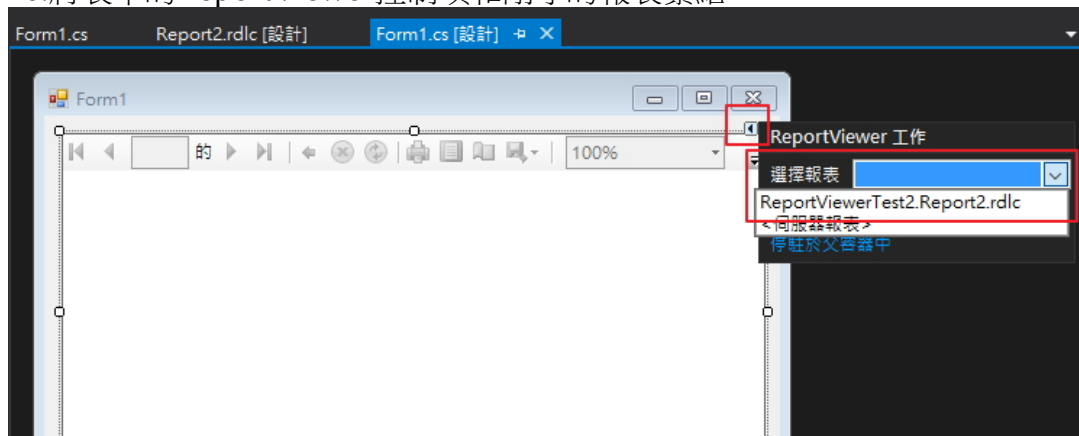 Form1.cs
Report2.rdlc [設計]
Form1.cs [設計]
Form1
的
100%
ReportViewer 工作
選擇報表
ReportViewerTest2.Report2.rdlc
<伺服器報表>
停駐於父容器中